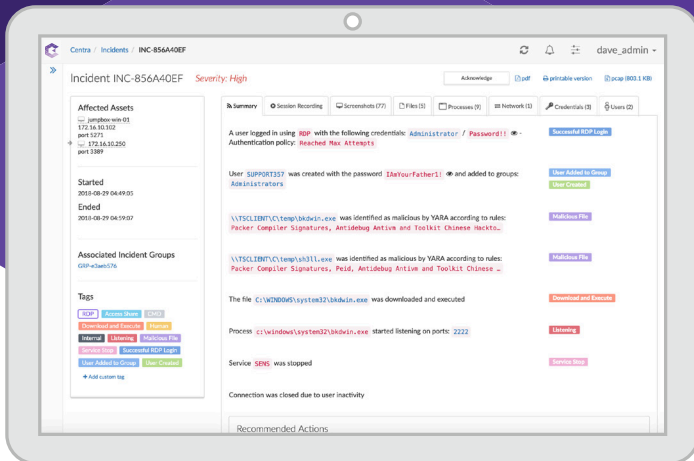 Centra / Incidents / INC-856A40EF
dave_admin
Incident INC-856A40EF Severity: High
Acknowledge pdf printable version pcap (803.1 KB)
Affected Assets
jumpbox-win-01
172.16.10.102
port 5271
172.16.10.250
port 3389
Started
2018-08-29 04:49:05
Ended
2018-08-29 04:59:07
Associated Incident Groups
GRP-e3aeb576
Tags
RDP Access Share CMO
Download and Execute Human
Internal Listening Malicious File
Service Stop Successful RDP Login
User Added to Group User Created
+ Add custom tag
Summary Session Recording Screenshots (77) Files (5) Processes (9) Network (1) Credentials (3) Users (2)
A user logged in using RDP with the following credentials: Administrator / Password!! -
Authentication policy: Reached Max Attempts
Successful RDP Login
User SUPPORT357 was created with the password IAmYourFather1! and added to groups:
Administrators
User Added to Group
User Created
\\TSCLIENT\C\temp\bkdwin.exe was identified as malicious by YARA according to rules:
Packer Compiler Signatures, Antidebug Antivm and Toolkit Chinese Hackto…
Malicious File
\\TSCLIENT\C\temp\sh3ll.exe was identified as malicious by YARA according to rules:
Packer Compiler Signatures, Peid, Antidebug Antivm and Toolkit Chinese …
Malicious File
The file C:\WINDOWS\system32\bkdwin.exe was downloaded and executed
Download and Execute
Process c:\windows\system32\bkdwin.exe started listening on ports: 2222
Listening
Service SENS was stopped
Service Stop
Connection was closed due to user inactivity
Recommended Actions